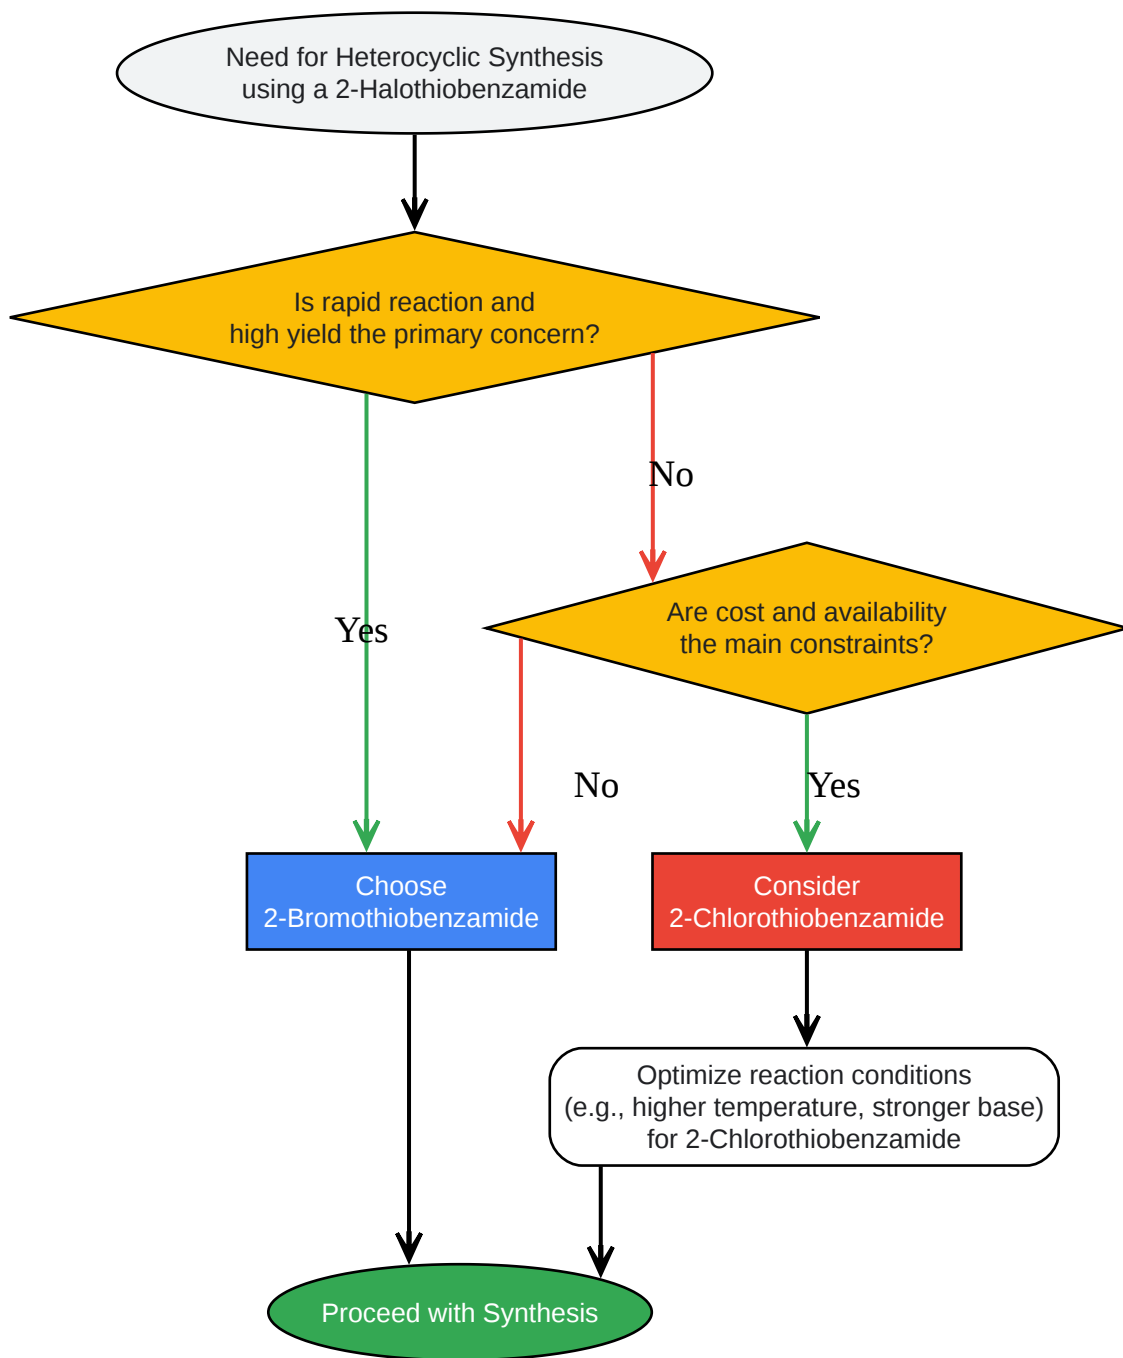 Need for Heterocyclic Synthesis
using a 2-Halothiobenzamide
Is rapid reaction and
high yield the primary concern?
No
Are cost and availability
the main constraints?
Yes
No
Yes
Choose
2-Bromothiobenzamide
Consider
2-Chlorothiobenzamide
Optimize reaction conditions
(e.g., higher temperature, stronger base)
for 2-Chlorothiobenzamide
Proceed with Synthesis